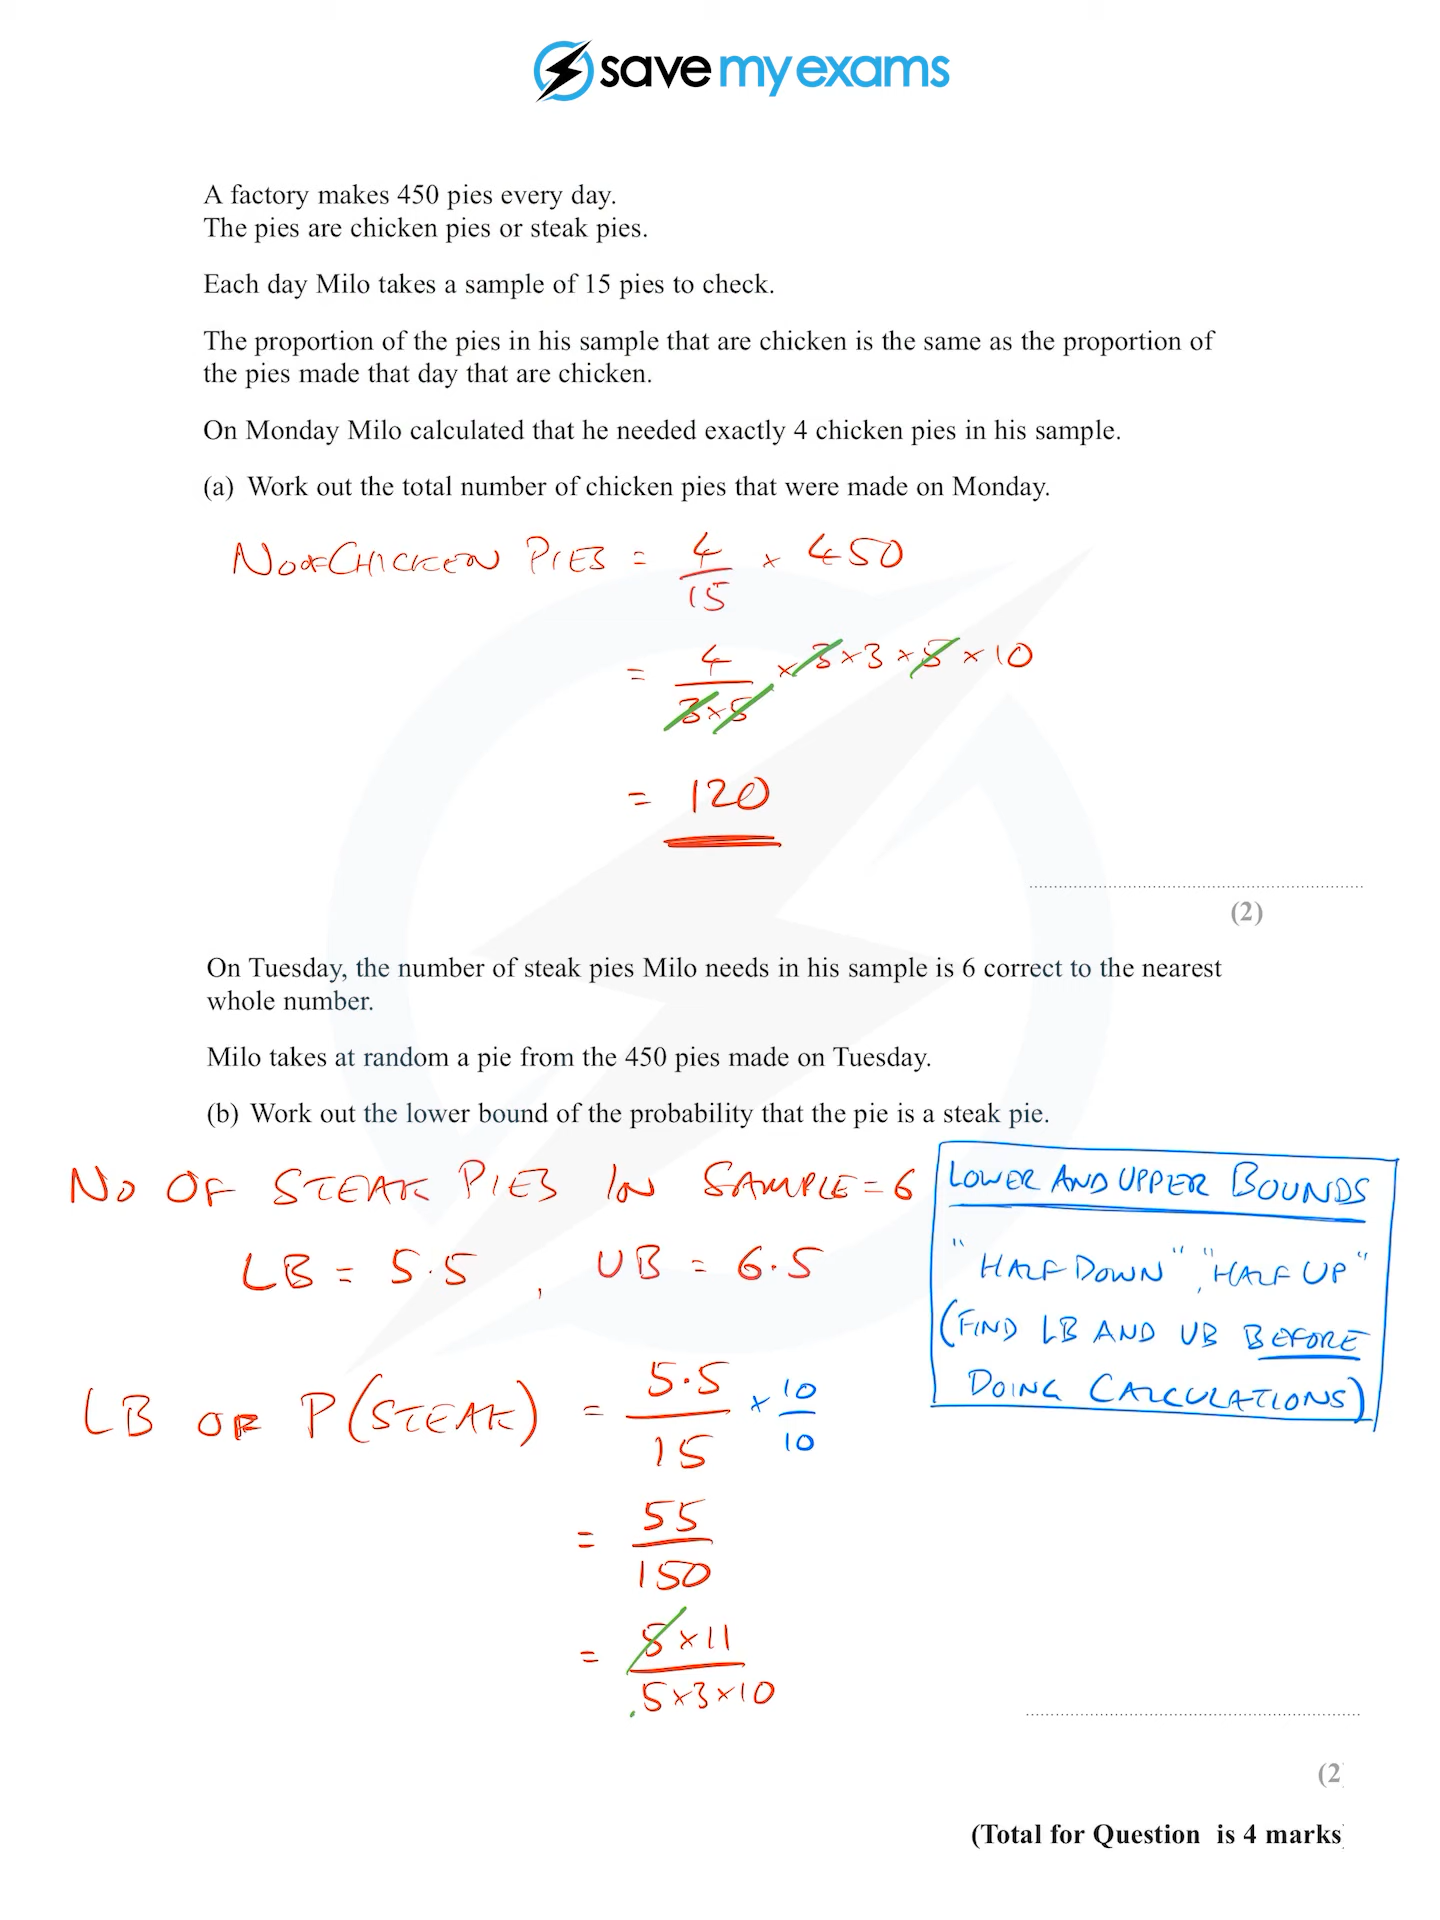 save my exams
A factory makes 450 pies every day.
The pies are chicken pies or steak pies.
Each day Milo takes a sample of 15 pies to check.
The proportion of the pies in his sample that are chicken is the same as the proportion of
the pies made that day that are chicken.
On Monday Milo calculated that he needed exactly 4 chicken pies in his sample.
(a) Work out the total number of chicken pies that were made on Monday.
NO OF CHICKEN PIES = 4/15 × 450
= 4/(3×5) × 3 × 3 × 5 × 10
= 120
(2)
On Tuesday, the number of steak pies Milo needs in his sample is 6 correct to the nearest
whole number.
Milo takes at random a pie from the 450 pies made on Tuesday.
(b) Work out the lower bound of the probability that the pie is a steak pie.
NO OF STEAK PIES IN SAMPLE = 6
LB = 5.5 , UB = 6.5
LOWER AND UPPER BOUNDS
"HALF DOWN", "HALF UP"
(FIND LB AND UB BEFORE
DOING CALCULATIONS)
LB OF P(STEAK) = 5.5/15 × 10/10
= 55/150
= 5×11/5×3×10
(2
(Total for Question is 4 marks